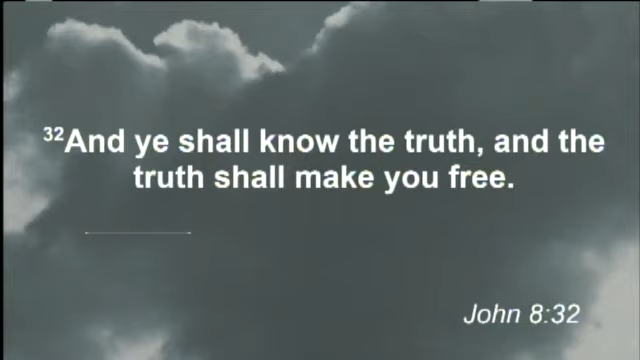 ³²And ye shall know the truth, and the
truth shall make you free.
John 8:32